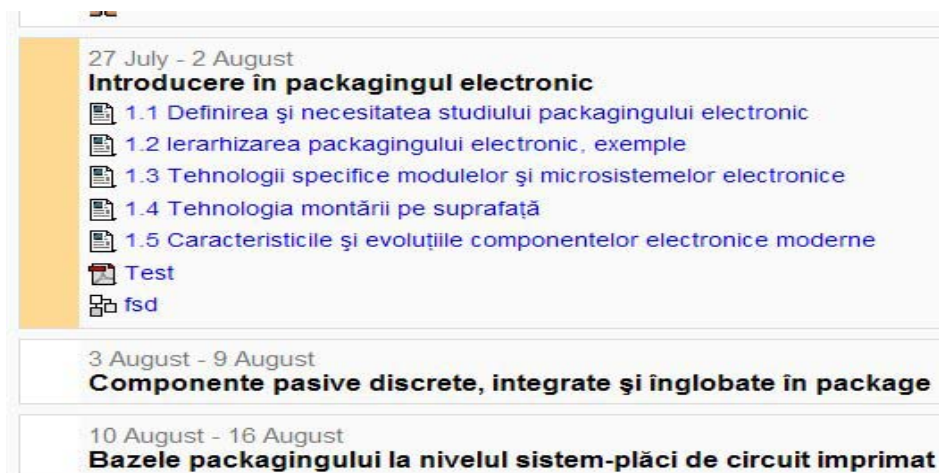 27 July - 2 August
Introducere în packagingul electronic
1.1 Definirea şi necesitatea studiului packagingului electronic
1.2 Ierarhizarea packagingului electronic, exemple
1.3 Tehnologii specifice modulelor şi microsistemelor electronice
1.4 Tehnologia montării pe suprafață
1.5 Caracteristicile şi evoluțiile componentelor electronice moderne
Test
fsd
3 August - 9 August
Componente pasive discrete, integrate şi înglobate în package
10 August - 16 August
Bazele packagingului la nivelul sistem-plăci de circuit imprimat